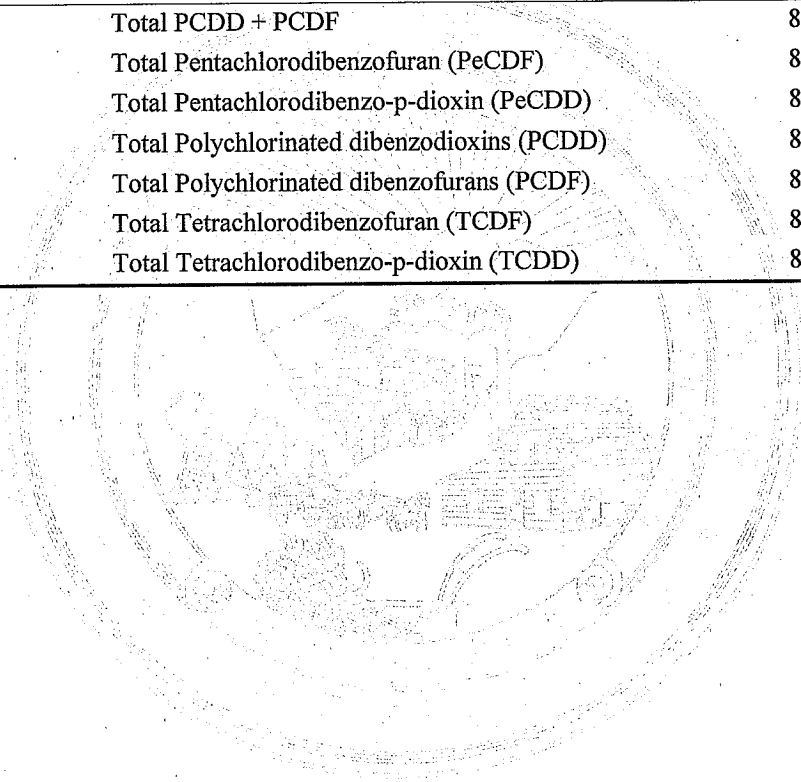 Total PCDD + PCDF 8
Total Pentachlorodibenzofuran (PeCDF) 8
Total Pentachlorodibenzo-p-dioxin (PeCDD) 8
Total Polychlorinated dibenzodioxins (PCDD) 8
Total Polychlorinated dibenzofurans (PCDF) 8
Total Tetrachlorodibenzofuran (TCDF) 8
Total Tetrachlorodibenzo-p-dioxin (TCDD) 8